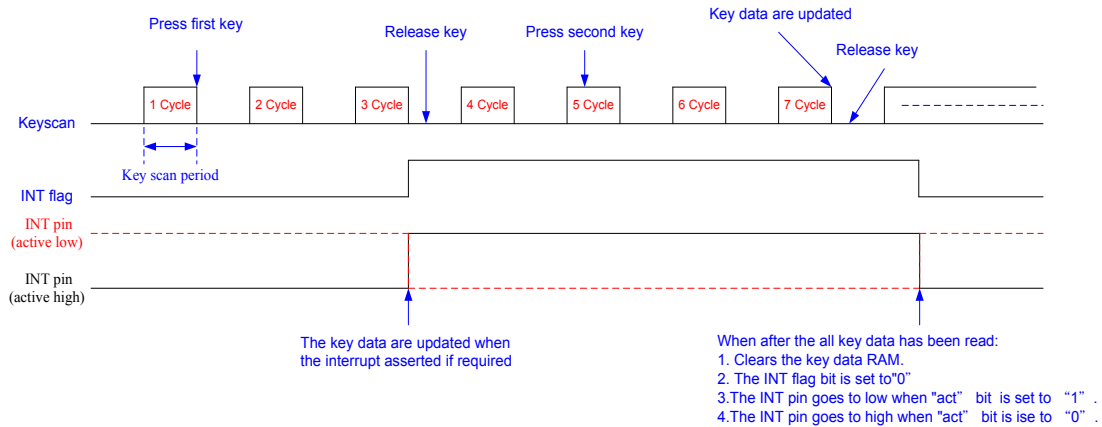 Press first key
Release key
Press second key
Key data are updated
Release key
1 Cycle
2 Cycle
3 Cycle
4 Cycle
5 Cycle
6 Cycle
7 Cycle
Keyscan
Key scan period
INT flag
INT pin
(active low)
INT pin
(active high)
The key data are updated when
the interrupt asserted if required
When after the all key data has been read:
1. Clears the key data RAM.
2. The INT flag bit is set to"0”
3.The INT pin goes to low when "act” bit is set to “1” .
4.The INT pin goes to high when "act” bit is ise to “0” .